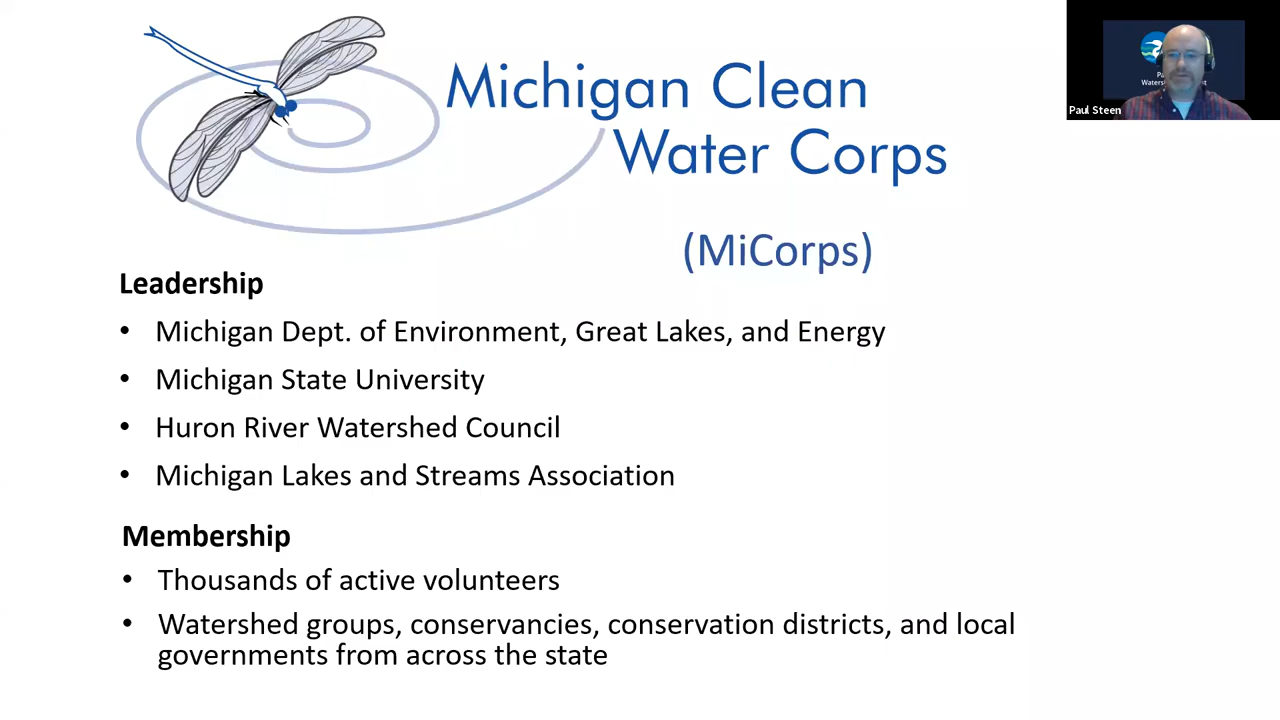 Michigan Clean
Water Corps
(MiCorps)
Paul Steen
Leadership
• Michigan Dept. of Environment, Great Lakes, and Energy
• Michigan State University
• Huron River Watershed Council
• Michigan Lakes and Streams Association
Membership
• Thousands of active volunteers
• Watershed groups, conservancies, conservation districts, and local
governments from across the state